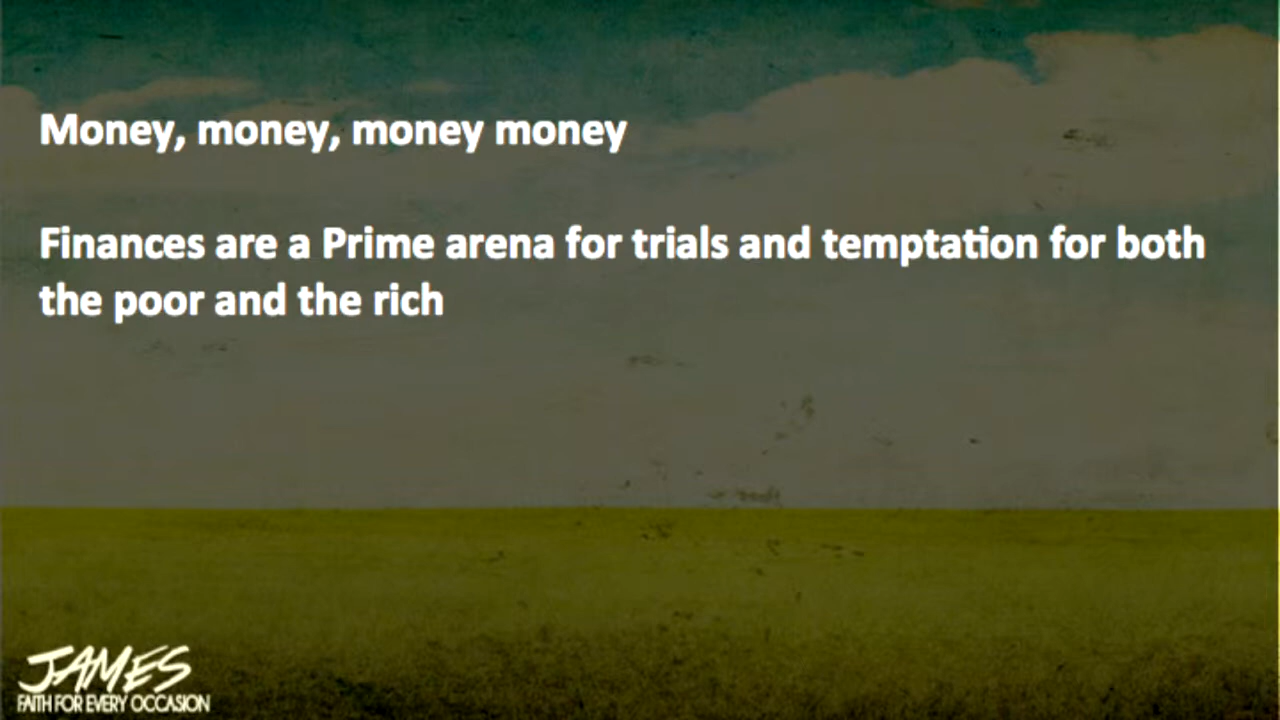 Money, money, money money
Finances are a Prime arena for trials and temptation for both
the poor and the rich
JAMES
FAITH FOR EVERY OCCASION